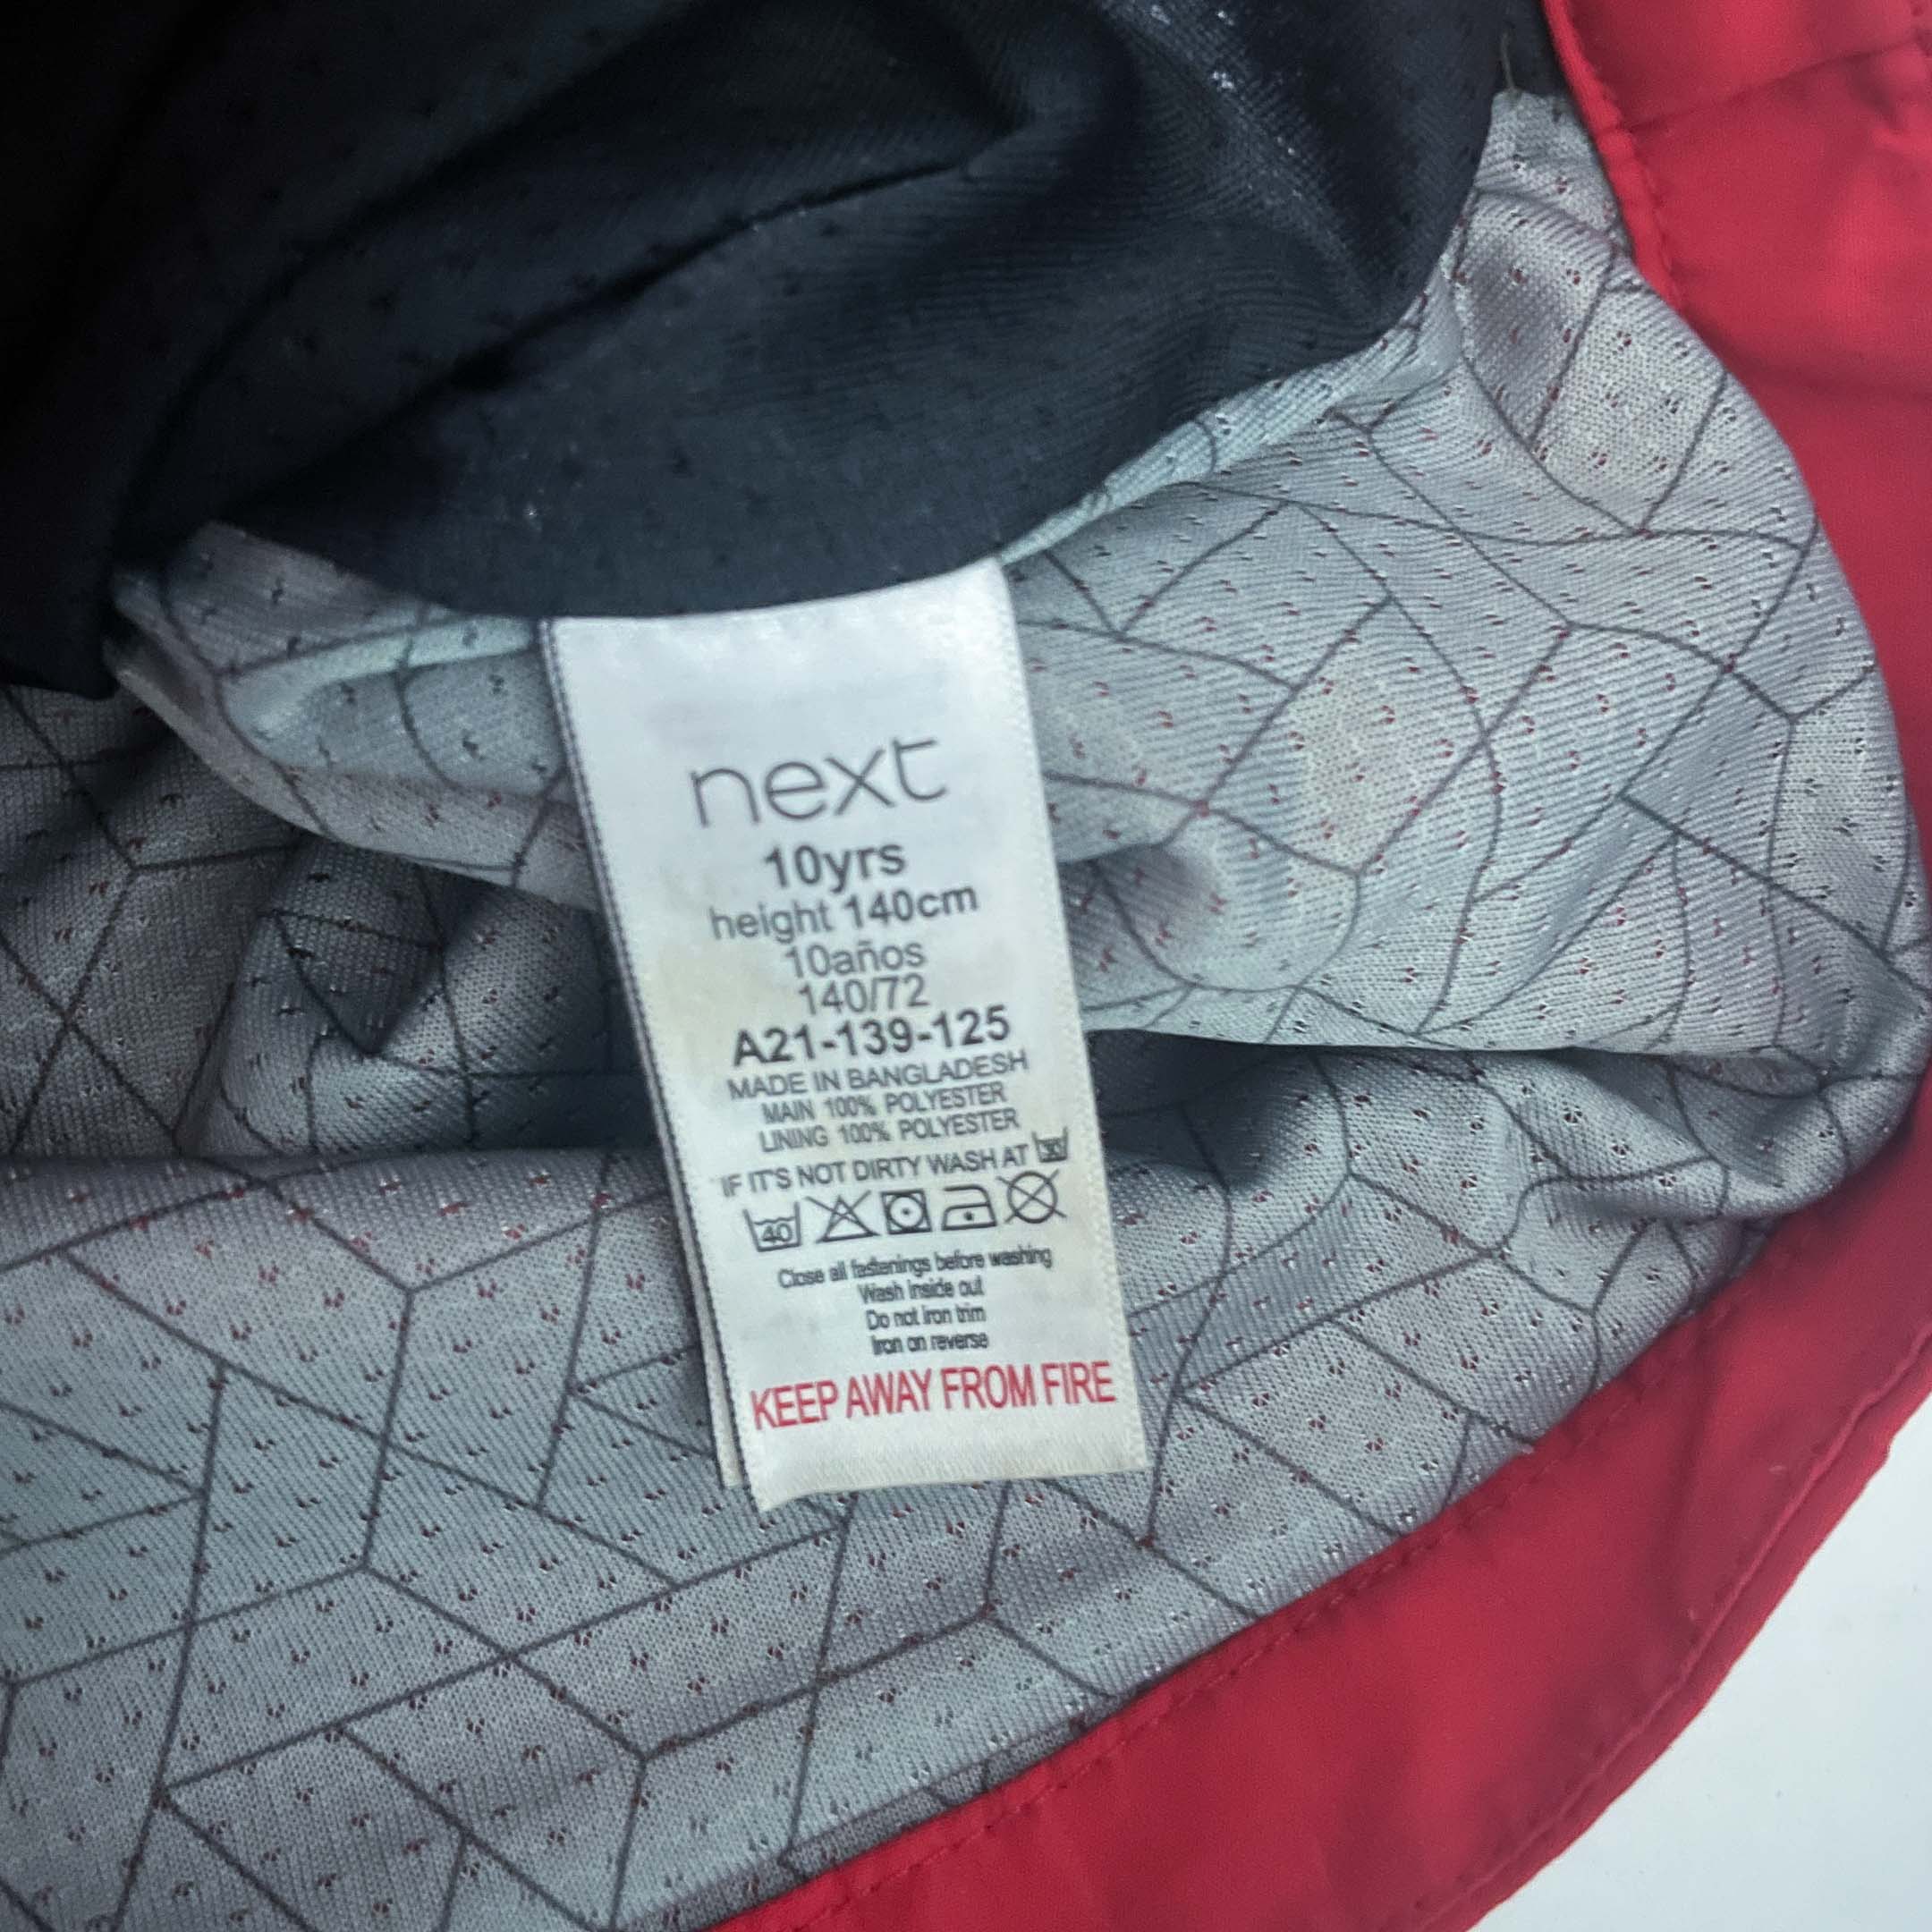 next
10yrs
height 140cm
10años
140/72
A21-139-125
MADE IN BANGLADESH
MAIN 100% POLYESTER
LINING 100% POLYESTER
IF IT'S NOT DIRTY WASH AT 30
40
Close all fastenings before washing
Wash inside out
Do not iron trim
Iron on reverse
KEEP AWAY FROM FIRE